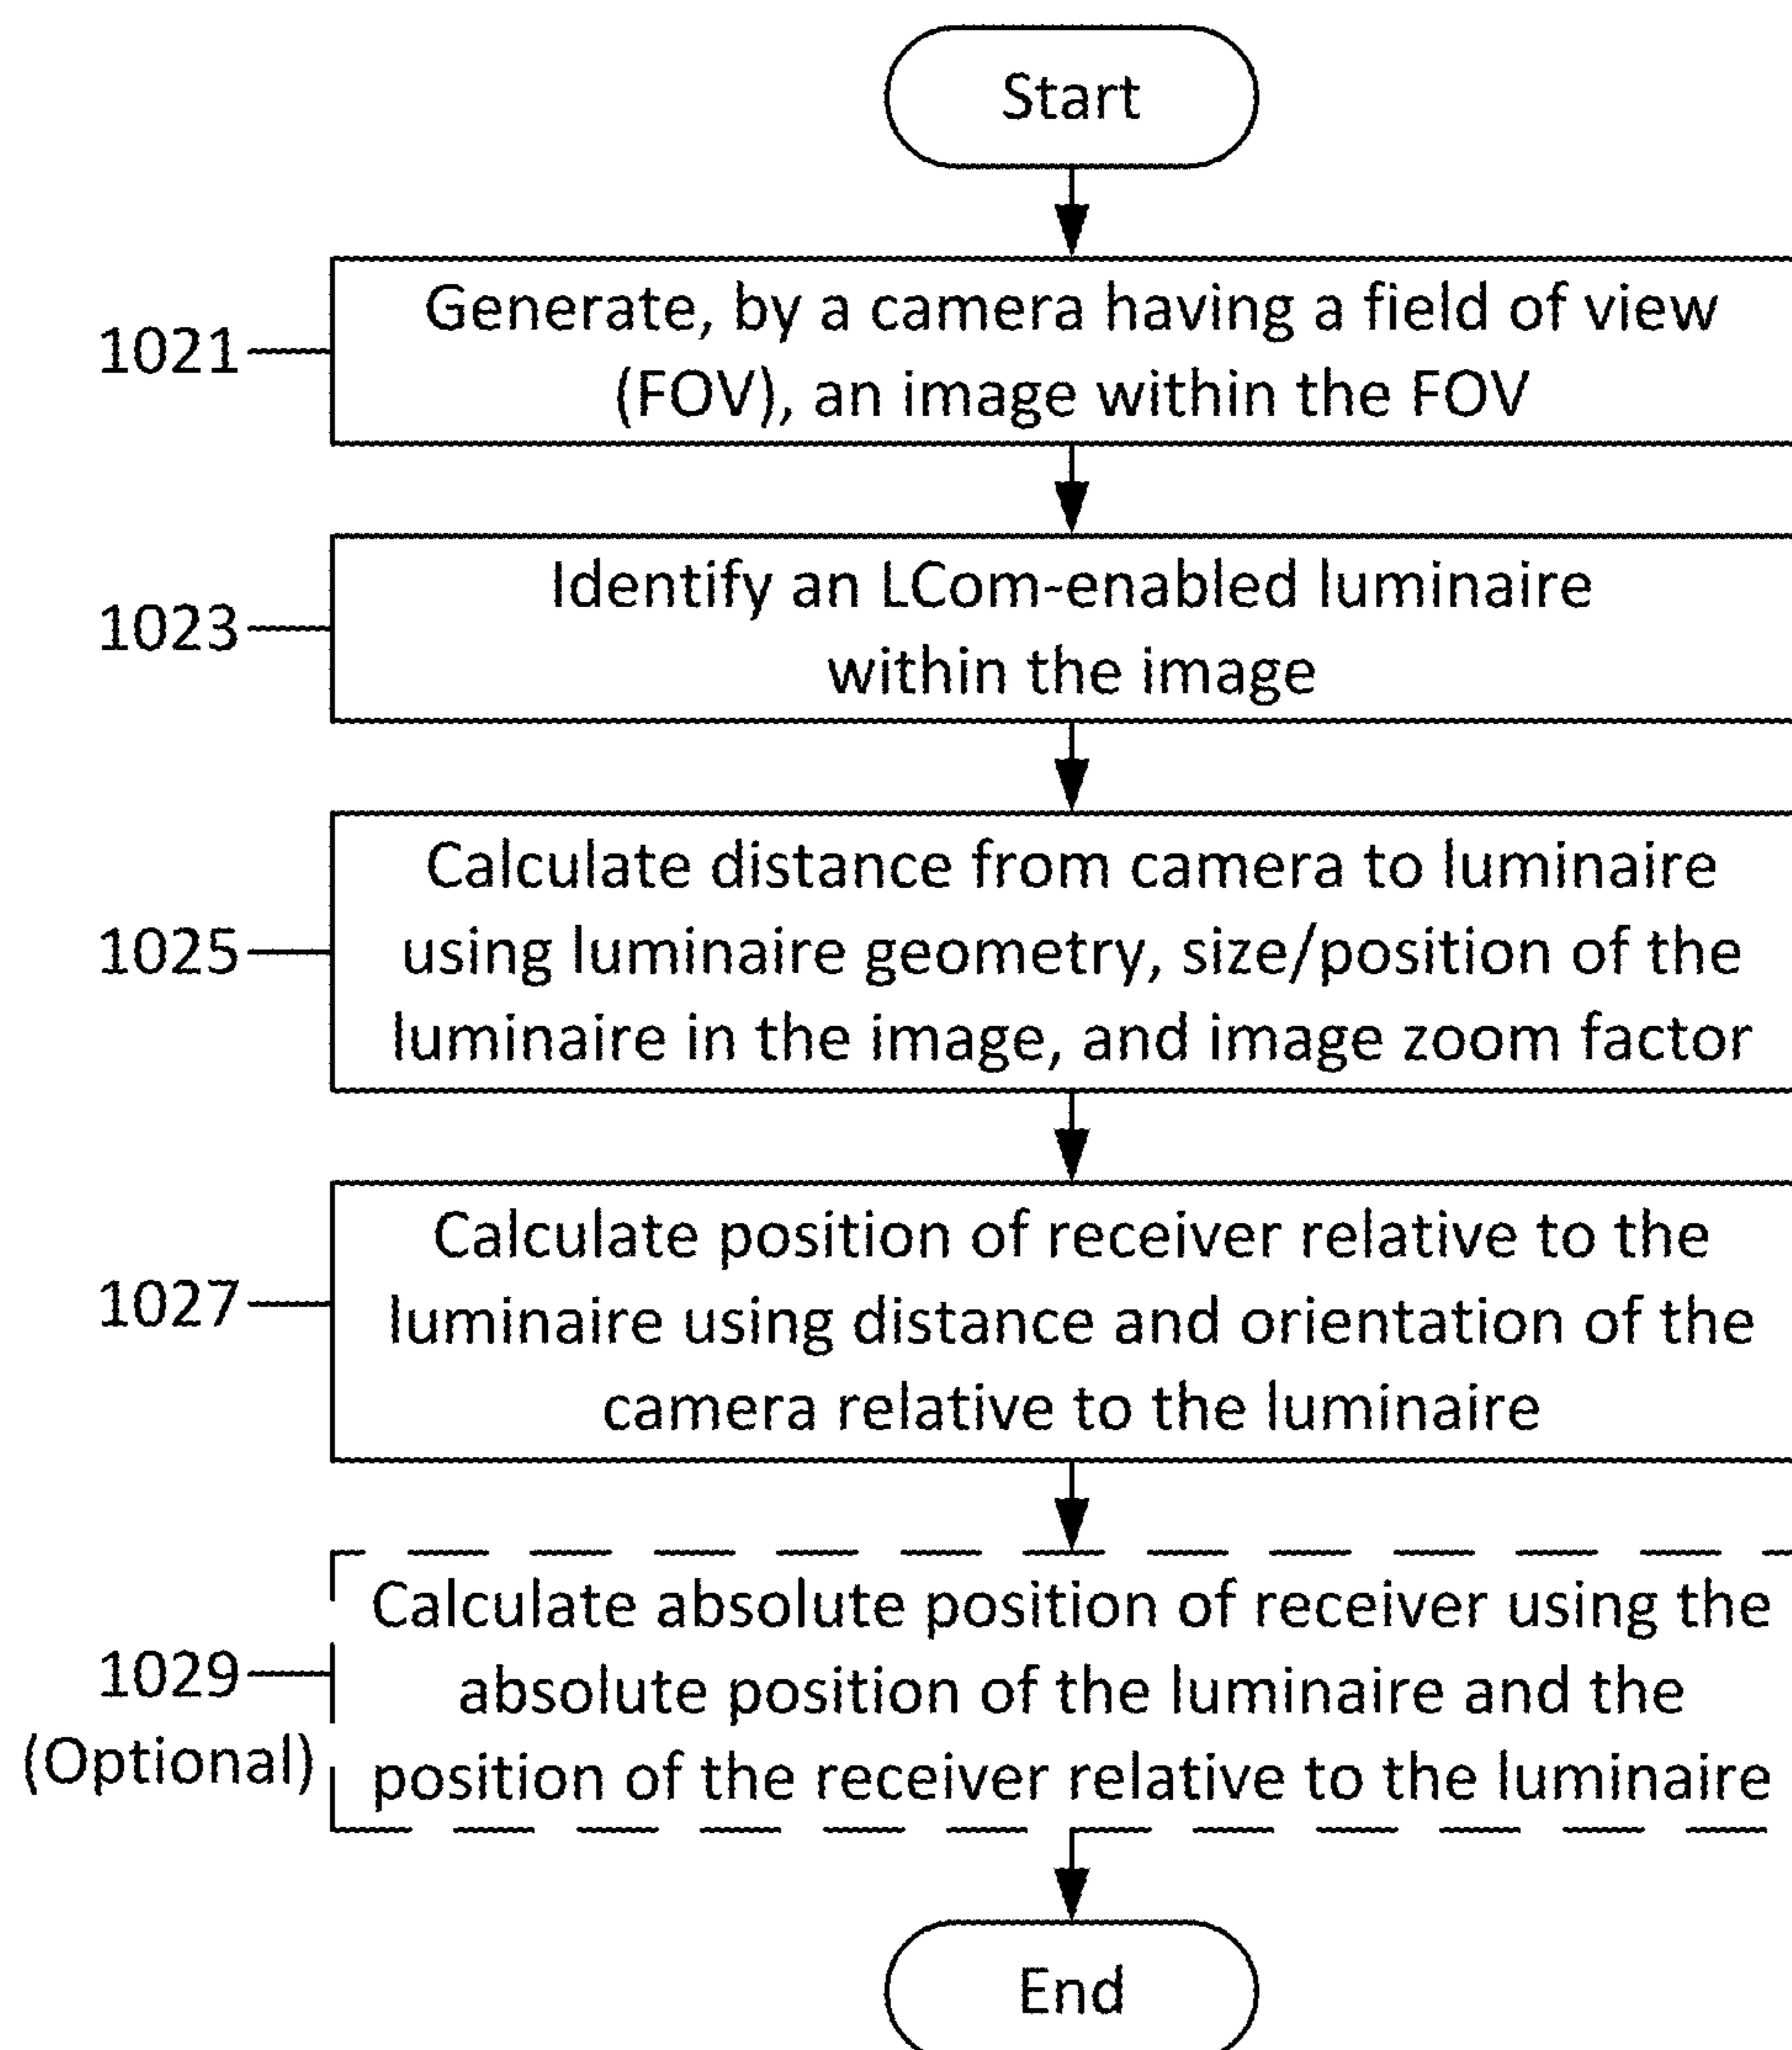 Start
1021
Generate, by a camera having a field of view
(FOV), an image within the FOV
1023
Identify an LCom-enabled luminaire
within the image
1025
Calculate distance from camera to luminaire
using luminaire geometry, size/position of the
luminaire in the image, and image zoom factor
1027
Calculate position of receiver relative to the
luminaire using distance and orientation of the
camera relative to the luminaire
1029
(Optional)
Calculate absolute position of receiver using the
absolute position of the luminaire and the
position of the receiver relative to the luminaire
End